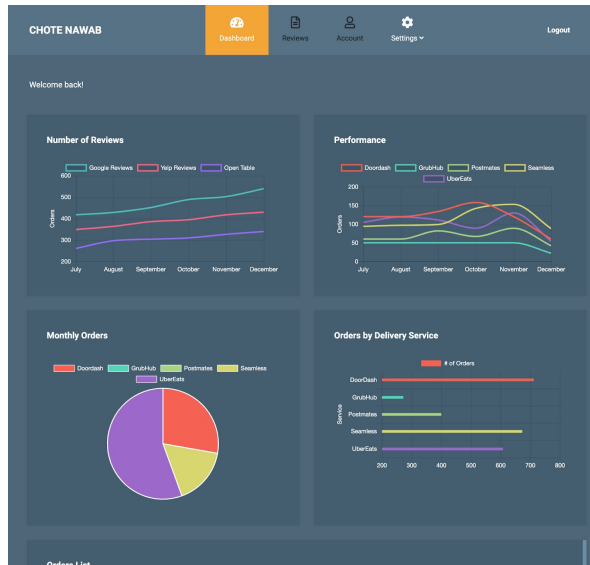 CHOTE NAWAB
Dashboard
Reviews
Account
Settings
Logout
Welcome back!
Number of Reviews
Google Reviews Yelp Reviews Open Table
600
500
400
300
200
Orders
July August September October November December
Performance
Doordash GrubHub Postmates Seamless
UberEats
200
150
100
50
0
Orders
July August September October November December
Monthly Orders
Doordash GrubHub Postmates Seamless
UberEats
Orders by Delivery Service
# of Orders
Service
DoorDash
GrubHub
Postmates
Seamless
UberEats
200 300 400 500 600 700 800
Orders List